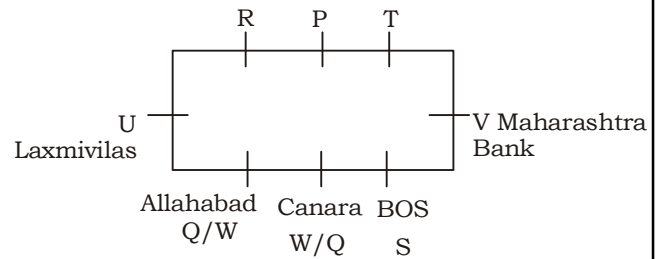 R P T
U
Laxmivilas
V Maharashtra
Bank
Allahabad Canara BOS
Q/W W/Q S